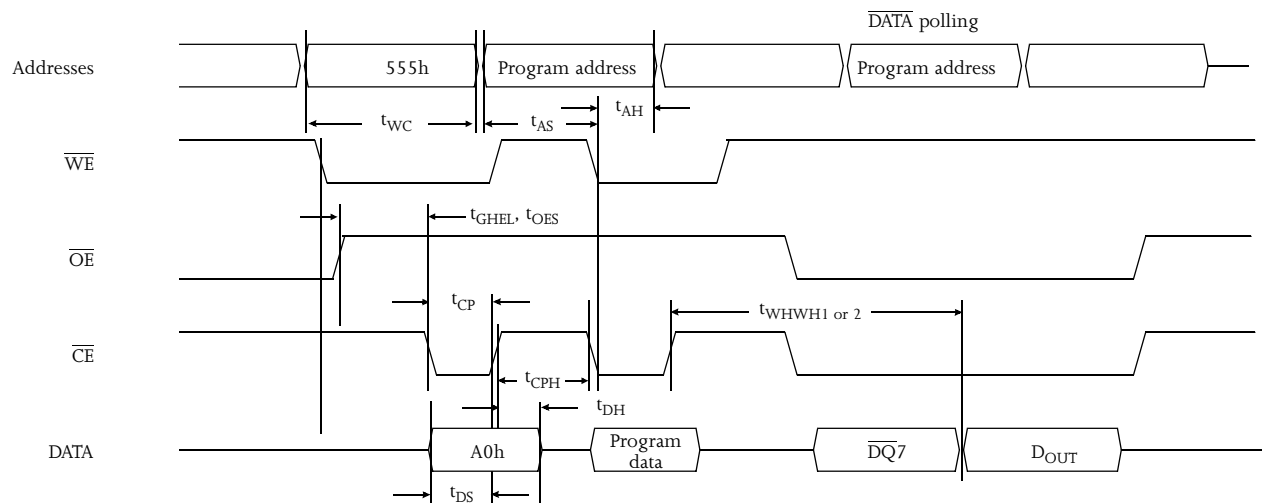 DATA polling
Addresses
555h
Program address
Program address
tWC
tAS
tAH
WE
tGHEL, tOES
OE
tCP
tWHWH1 or 2
CE
tCPH
tDH
DATA
A0h
Program
data
DQ7
DOUT
tDS